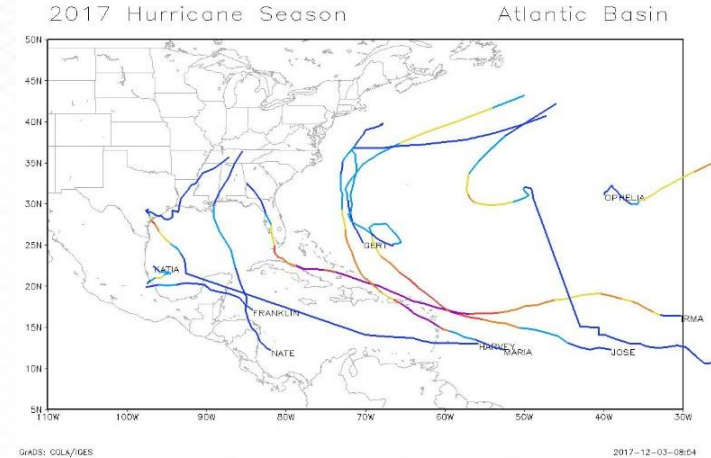 2017 Hurricane Season Atlantic Basin
50N
45N
40N
35N
OPHELIA
30N
GERT
25N
KATIA
20N
FRANKLIN
IRMA
15N
HARVEY
NATE
MARIA
JOSE
10N
5N
110W 100W 90W 80W 70W 60W 50W 40W 30W
GrADS: COLA/IGES 2017-12-03-08:54